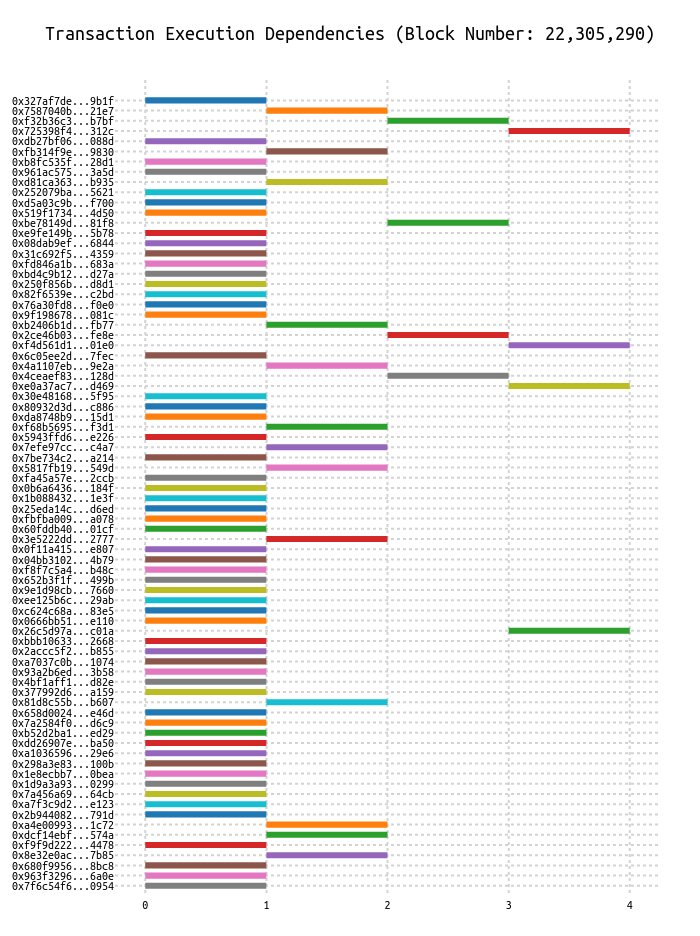 Transaction Execution Dependencies (Block Number: 22,305,290)
0x327af7de...9b1f
0x7587040b...21e7
0xf32b36c3...b7bf
0x725398f4...312c
0xdb27bf06...088d
0xfb314f9e...9830
0xb8fc535f...28d1
0x961ac575...3a5d
0xd81ca363...b935
0x252079ba...5621
0xd5a03c9b...f700
0x519f1734...4d50
0xbe78149d...81f8
0xe9fe149b...5b78
0x08dab9ef...6844
0x31c692f5...4359
0xfd846a1b...683a
0xbd4c9b12...d27a
0x250f856b...d8d1
0x82f6539e...c2bd
0x76a30fd8...f0e0
0x9f198678...081c
0xb2406b1d...fb77
0x2ce46b03...fe8e
0xf4d561d1...01e0
0x6c05ee2d...7fec
0x4a1107eb...9e2a
0x4ceaef83...128d
0xe0a37ac7...d469
0x30e48168...5f95
0x80932d3d...c886
0xda8748b9...15d1
0xf68b5695...f3d1
0x5943ffd6...e226
0x7efe97cc...c4a7
0x7be734c2...a214
0x5817fb19...549d
0xfa45a57e...2ccb
0x0b6a6436...184f
0x1b088432...1e3f
0x25eda14c...d6ed
0xfbfba009...a078
0x60fddb40...01cf
0x3e5222dd...2777
0x0f11a415...e807
0x04bb3102...4b79
0xf8f7c5a4...b48c
0x652b3f1f...499b
0x9e1d98cb...7660
0xee125b6c...29ab
0xc624c68a...83e5
0x0666bb51...e110
0x26c5d97a...c01a
0xbbb10633...2668
0x2accc5f2...b855
0xa7037c0b...1074
0x93a2b6ed...3b58
0x4bf1aff1...d82e
0x377992d6...a159
0x81d8c55b...b607
0x658d0024...e46d
0x7a2584f0...d6c9
0xb52d2ba1...ed29
0xdd26907e...ba50
0xa1036596...29e6
0x298a3e83...100b
0x1e8ecbb7...0bea
0x1d9a3a93...0299
0x7a456a69...64cb
0xa7f3c9d2...e123
0x2b944082...791d
0xa4e00993...1c72
0xdcf14ebf...574a
0xf9f9d222...4478
0x8e32e0ac...7b85
0x680f9956...8bc8
0x963f3296...6a0e
0x7f6c54f6...0954
0 1 2 3 4